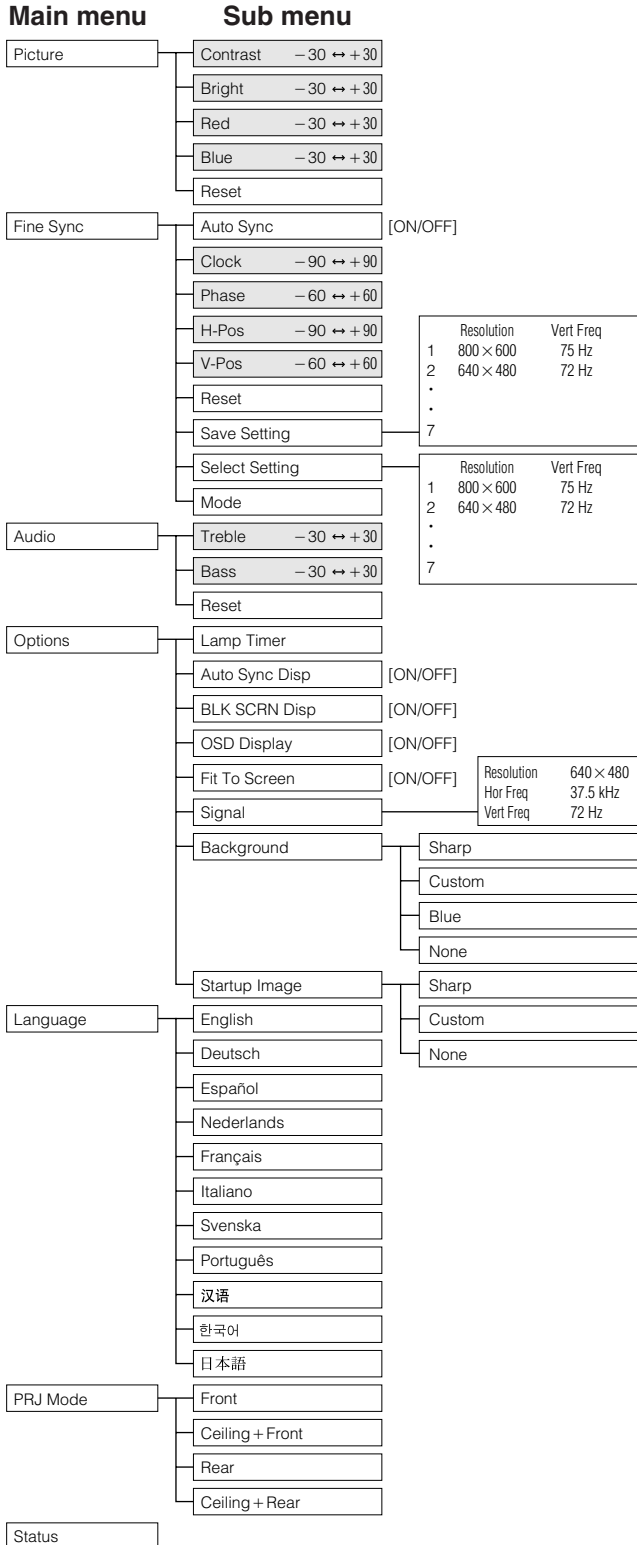 Main menu Sub menu
Picture Contrast −30 ↔ +30
Bright −30 ↔ +30
Red −30 ↔ +30
Blue −30 ↔ +30
Reset
Fine Sync Auto Sync [ON/OFF]
Clock −90 ↔ +90
Phase −60 ↔ +60
H-Pos −90 ↔ +90
V-Pos −60 ↔ +60
Reset
Save Setting
Resolution Vert Freq
1 800×600 75 Hz
2 640×480 72 Hz
•
•
7
Select Setting
Resolution Vert Freq
1 800×600 75 Hz
2 640×480 72 Hz
•
•
7
Mode
Audio Treble −30 ↔ +30
Bass −30 ↔ +30
Reset
Options Lamp Timer
Auto Sync Disp [ON/OFF]
BLK SCRN Disp [ON/OFF]
OSD Display [ON/OFF]
Fit To Screen [ON/OFF]
Signal
Resolution 640×480
Hor Freq 37.5 kHz
Vert Freq 72 Hz
Background Sharp
Custom
Blue
None
Startup Image Sharp
Custom
None
Language English
Deutsch
Español
Nederlands
Français
Italiano
Svenska
Português
汉语
한국어
日本語
PRJ Mode Front
Ceiling+Front
Rear
Ceiling+Rear
Status